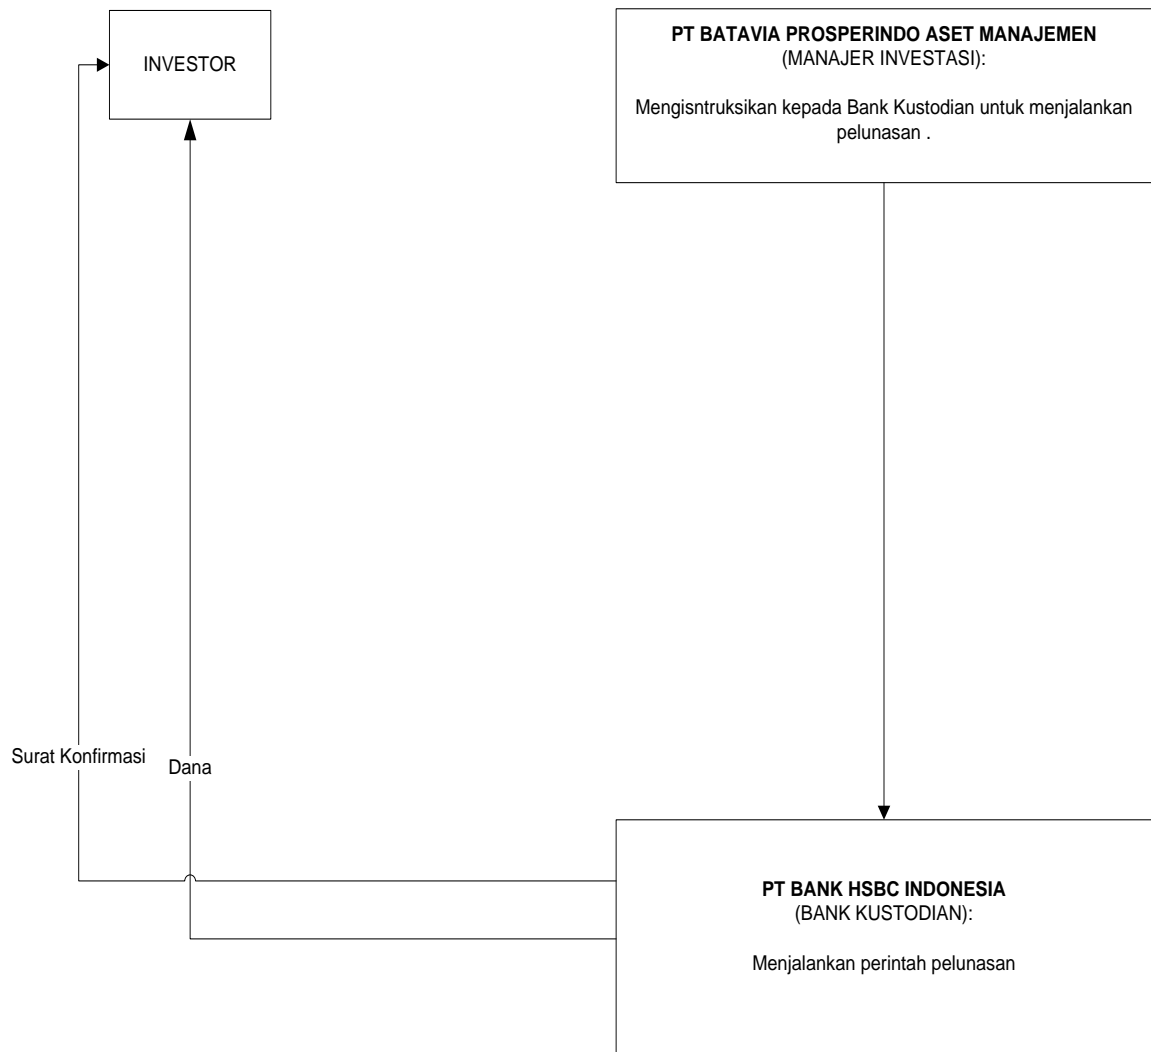 INVESTOR
PT BATAVIA PROSPERINDO ASET MANAJEMEN
(MANAJER INVESTASI):
Mengisntruksikan kepada Bank Kustodian untuk menjalankan
pelunasan .
Surat Konfirmasi
Dana
PT BANK HSBC INDONESIA
(BANK KUSTODIAN):
Menjalankan perintah pelunasan